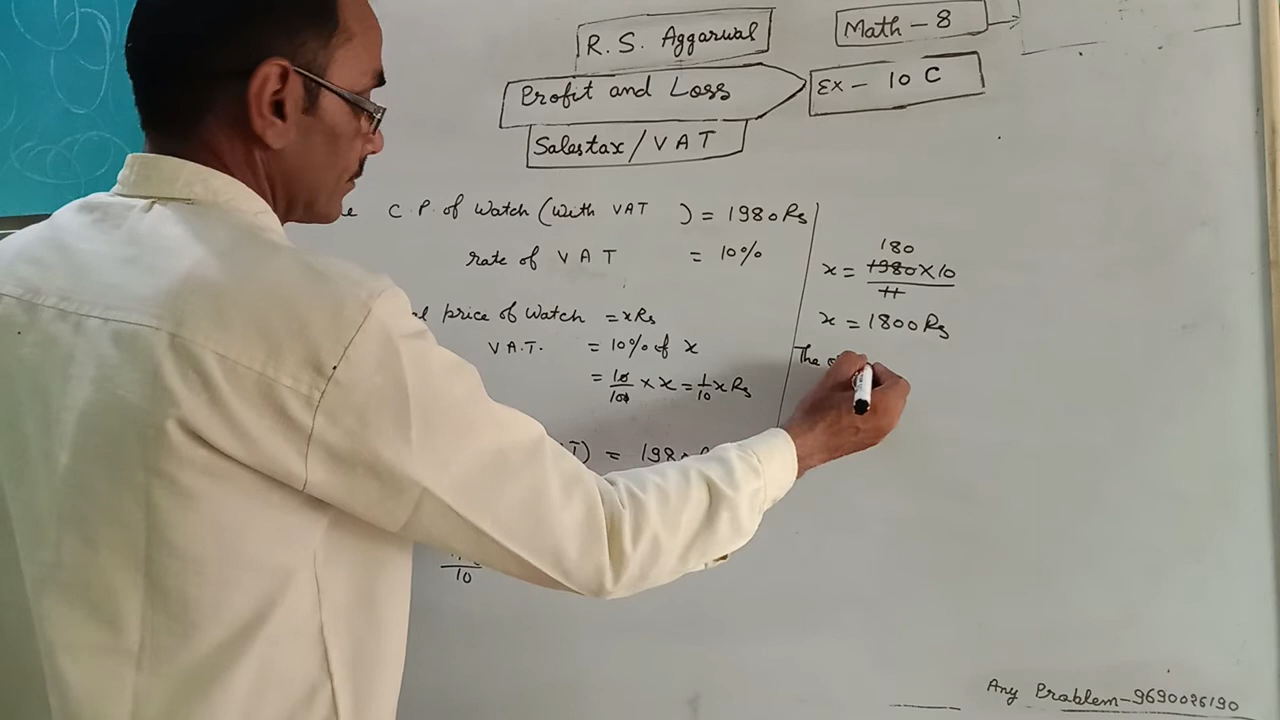 R. S. Aggarwal
Math - 8
Profit and Loss
Ex - 10 C
Salestax / VAT
C.P. of Watch (With VAT ) = 1980 Rs
rate of V A T = 10%
price of Watch = x Rs
V.A.T. = 10% of x
= 10/100 × x = 1/10 x Rs
) = 1980
10
180
x = 1980 × 10 / 11
x = 1800 Rs
The
Any Problem - 9690026190